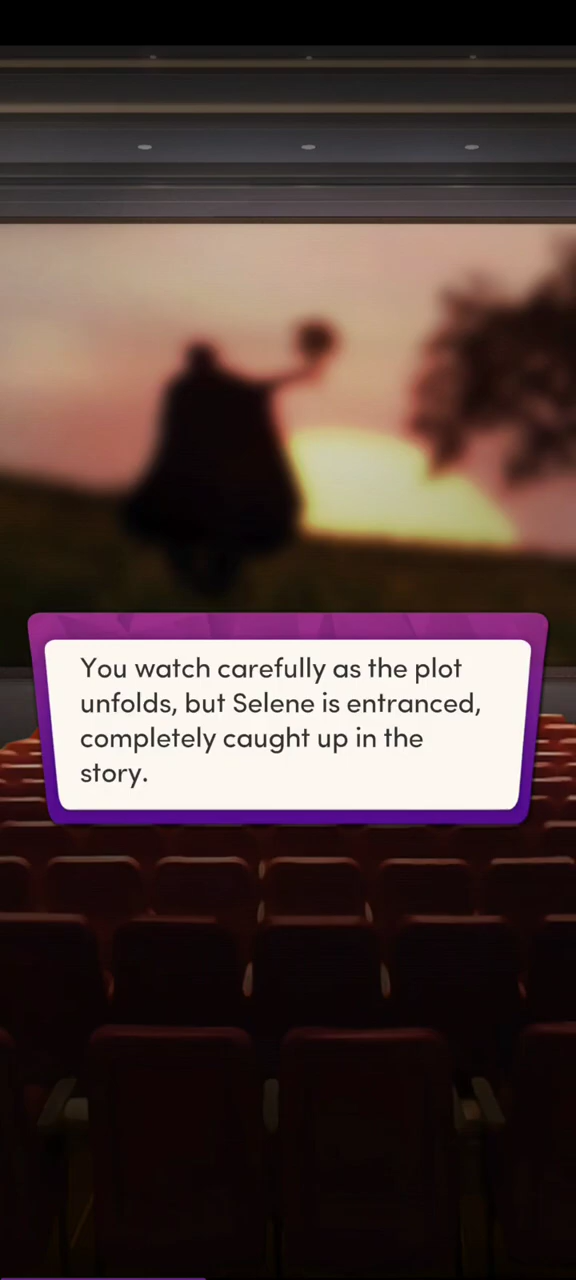 You watch carefully as the plot
unfolds, but Selene is entranced,
completely caught up in the
story.